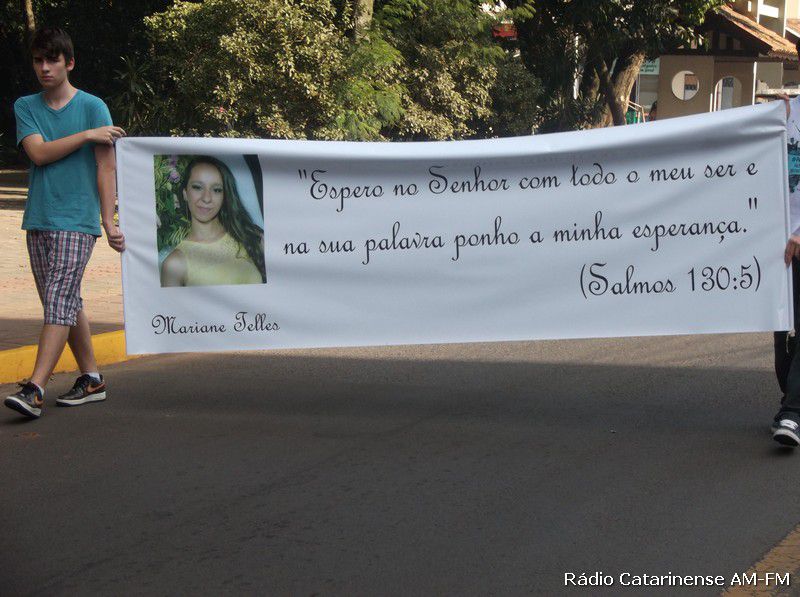 "Espero no Senhor com todo o meu ser e
na sua palavra ponho a minha esperança."
(Salmos 130:5)
Mariane Telles
Rádio Catarinense AM-FM